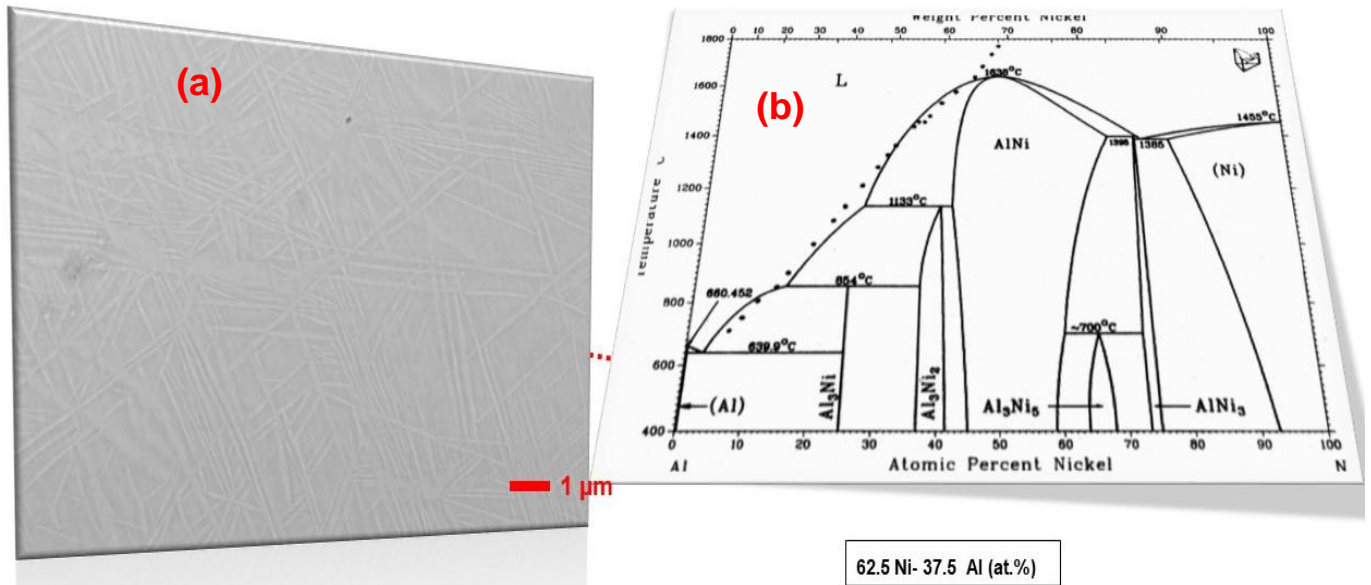 (a)
1 µm
(b)
Weight Percent Nickel
0 10 20 30 40 50 60 70 80 90 100
1800
1600
1400
1200
1000
800
600
400
L
1638°C
1455°C
1395
1385
AlNi
(Ni)
1133°C
854°C
660.452
~700°C
639.9°C
(Al)
Al₃Ni
Al₃Ni₂
Al₃Ni₅
AlNi₃
0 10 20 30 40 50 60 70 80 90 100
Al
Atomic Percent Nickel
N
62.5 Ni- 37.5 Al (at.%)